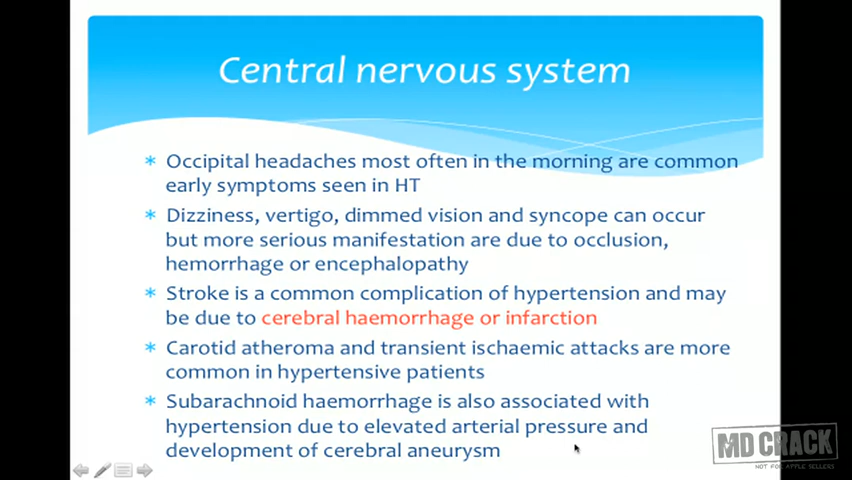 Central nervous system
* Occipital headaches most often in the morning are common
early symptoms seen in HT
* Dizziness, vertigo, dimmed vision and syncope can occur
but more serious manifestation are due to occlusion,
hemorrhage or encephalopathy
* Stroke is a common complication of hypertension and may
be due to cerebral haemorrhage or infarction
* Carotid atheroma and transient ischaemic attacks are more
common in hypertensive patients
* Subarachnoid haemorrhage is also associated with
hypertension due to elevated arterial pressure and
development of cerebral aneurysm
MD CRACK
NOT FOR APPLE SELLERS